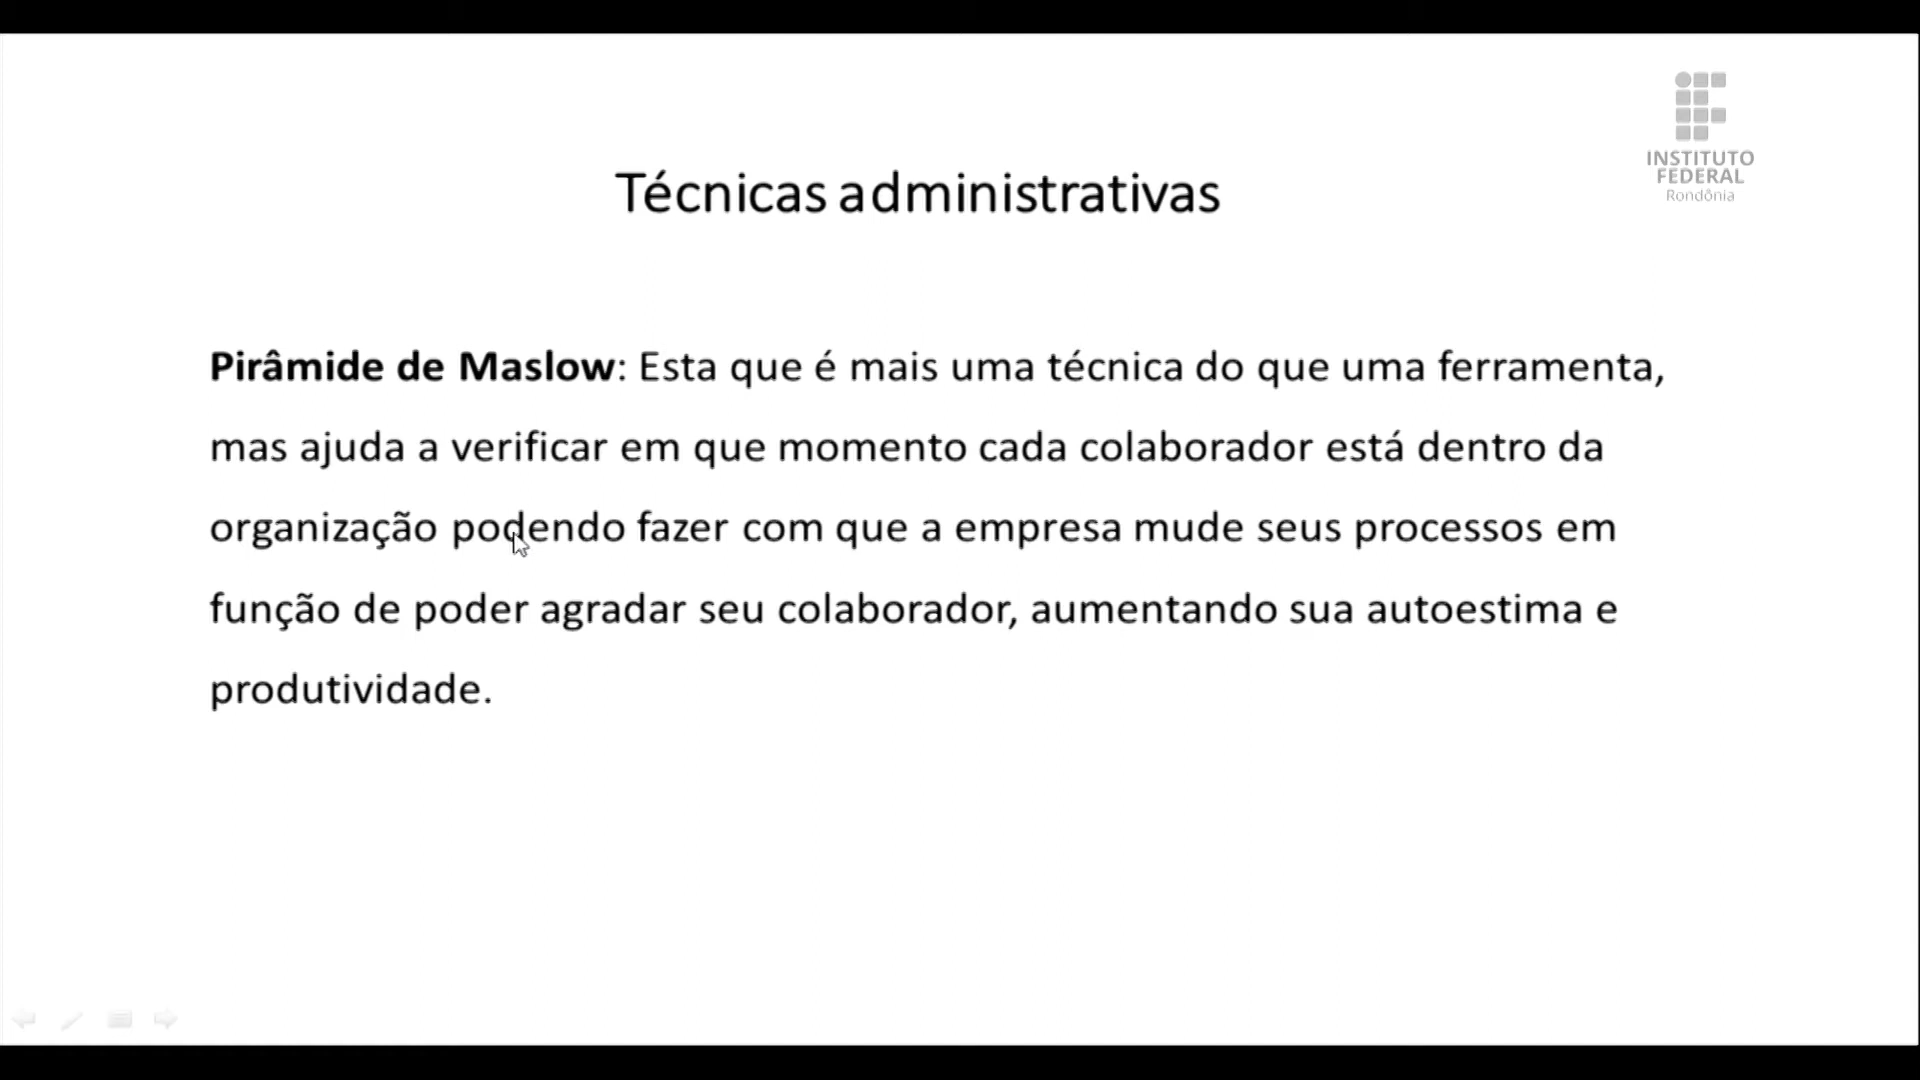 INSTITUTO
FEDERAL
Rondônia
Técnicas administrativas
Pirâmide de Maslow: Esta que é mais uma técnica do que uma ferramenta,
mas ajuda a verificar em que momento cada colaborador está dentro da
organização podendo fazer com que a empresa mude seus processos em
função de poder agradar seu colaborador, aumentando sua autoestima e
produtividade.